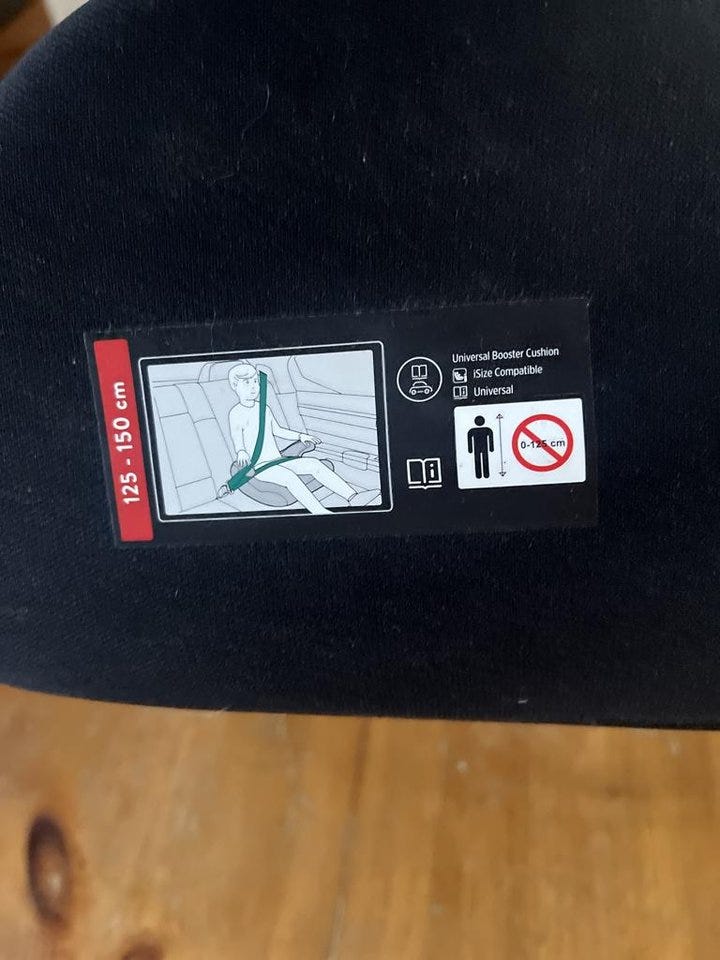 125 - 150 cm
Universal Booster Cushion
iSize Compatible
Universal
0-125 cm